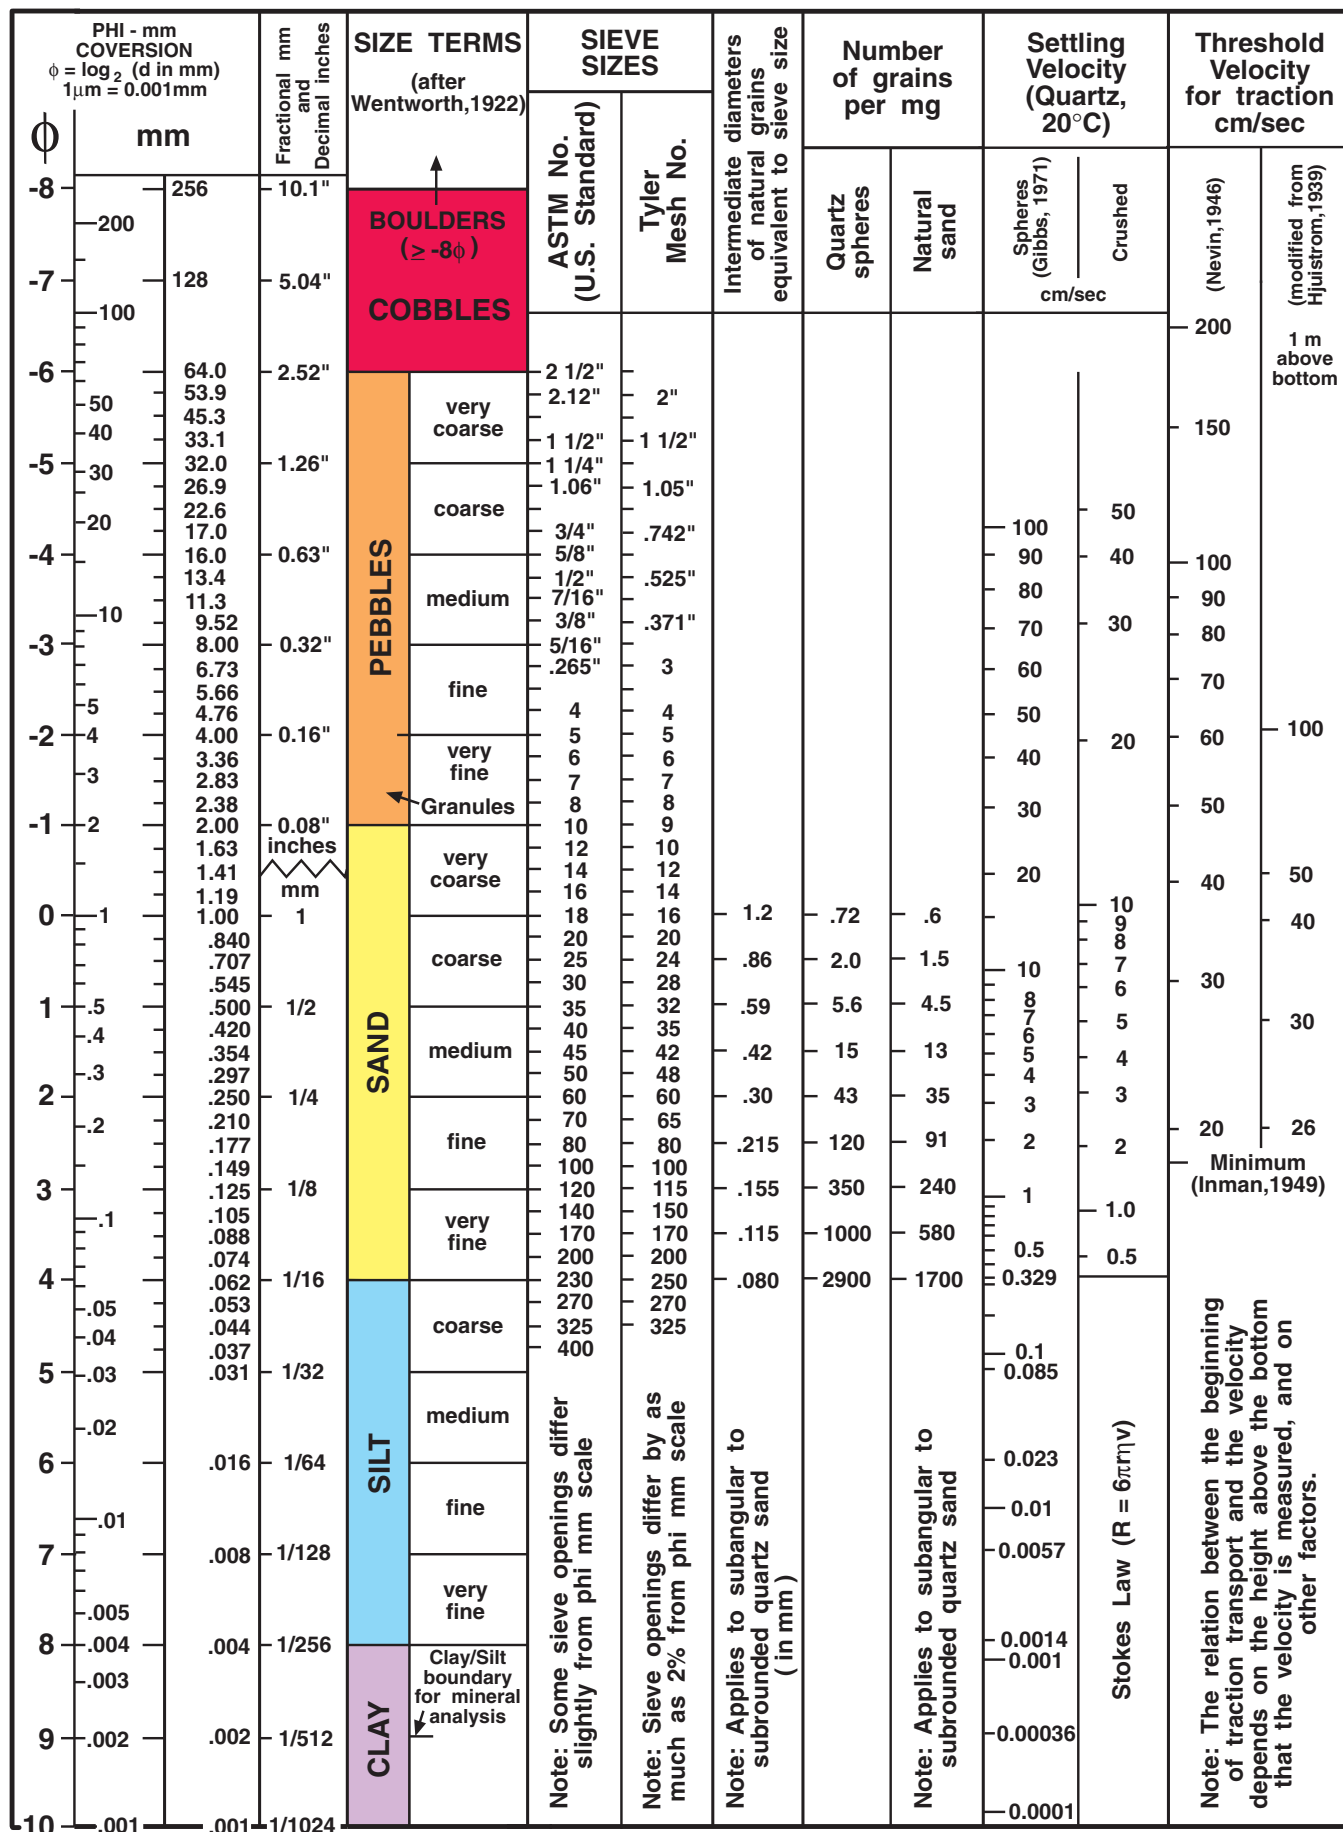 PHI - mm
COVERSION
ϕ = log₂ (d in mm)
1μm = 0.001mm
ϕ
mm
Fractional mm
and
Decimal inches
SIZE TERMS
(after
Wentworth,1922)
SIEVE
SIZES
ASTM No.
(U.S. Standard)
Tyler
Mesh No.
Intermediate diameters
of natural grains
equivalent to sieve size
Number
of grains
per mg
Quartz
spheres
Natural
sand
Settling
Velocity
(Quartz,
20°C)
Spheres
(Gibbs, 1971)
Crushed
cm/sec
Threshold
Velocity
for traction
cm/sec
(Nevin,1946)
(modified from
Hjuistrom,1939)
1 m
above
bottom
-8
-7
-6
-5
-4
-3
-2
-1
0
1
2
3
4
5
6
7
8
9
10
200
100
50
40
30
20
10
5
4
3
2
1
.5
.4
.3
.2
.1
.05
.04
.03
.02
.01
.005
.004
.003
.002
.001
256
128
64.0
53.9
45.3
33.1
32.0
26.9
22.6
17.0
16.0
13.4
11.3
9.52
8.00
6.73
5.66
4.76
4.00
3.36
2.83
2.38
2.00
1.63
1.41
1.19
1.00
.840
.707
.545
.500
.420
.354
.297
.250
.210
.177
.149
.125
.105
.088
.074
.062
.053
.044
.037
.031
.016
.008
.004
.002
.001
10.1"
5.04"
2.52"
1.26"
0.63"
0.32"
0.16"
0.08"
inches
mm
1
1/2
1/4
1/8
1/16
1/32
1/64
1/128
1/256
1/512
1/1024
BOULDERS
(≥ -8ϕ)
COBBLES
PEBBLES
SAND
SILT
CLAY
very
coarse
coarse
medium
fine
very
fine
Granules
very
coarse
coarse
medium
fine
very
fine
coarse
medium
fine
very
fine
Clay/Silt
boundary
for mineral
analysis
2 1/2"
2.12"
1 1/2"
1 1/4"
1.06"
3/4"
5/8"
1/2"
7/16"
3/8"
5/16"
.265"
4
5
6
7
8
10
12
14
16
18
20
25
30
35
40
45
50
60
70
80
100
120
140
170
200
230
270
325
400
Note: Some sieve openings differ
slightly from phi mm scale
2"
1 1/2"
1.05"
.742"
.525"
.371"
3
4
5
6
7
8
9
10
12
14
16
20
24
28
32
35
42
48
60
65
80
100
115
150
170
200
250
270
325
Note: Sieve openings differ by as
much as 2% from phi mm scale
1.2
.86
.59
.42
.30
.215
.155
.115
.080
Note: Applies to subangular to
subrounded quartz sand
( in mm )
.72
2.0
5.6
15
43
120
350
1000
2900
.6
1.5
4.5
13
35
91
240
580
1700
Note: Applies to subangular to
subrounded quartz sand
100
90
80
70
60
50
40
30
20
10
8
7
6
5
4
3
2
1
0.5
0.329
0.1
0.085
0.023
0.01
0.0057
0.0014
0.001
0.00036
0.0001
50
40
30
20
10
9
8
7
6
5
4
3
2
1.0
0.5
Stokes Law (R = 6πrηv)
200
150
100
90
80
70
60
50
40
30
20
100
50
40
30
26
Minimum
(Inman,1949)
Note: The relation between the beginning
of traction transport and the velocity
depends on the height above the bottom
that the velocity is measured, and on
other factors.